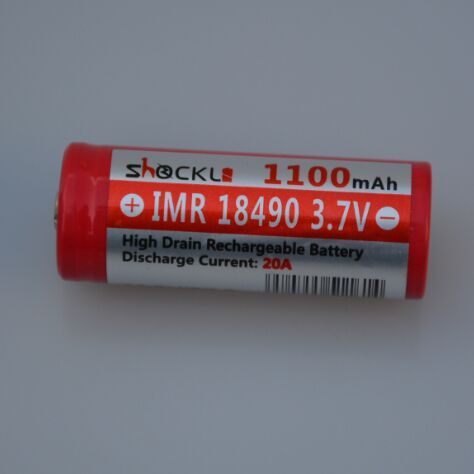 ShOCKLi 1100mAh
+ IMR 18490 3.7V −
High Drain Rechargeable Battery
Discharge Current: 20A